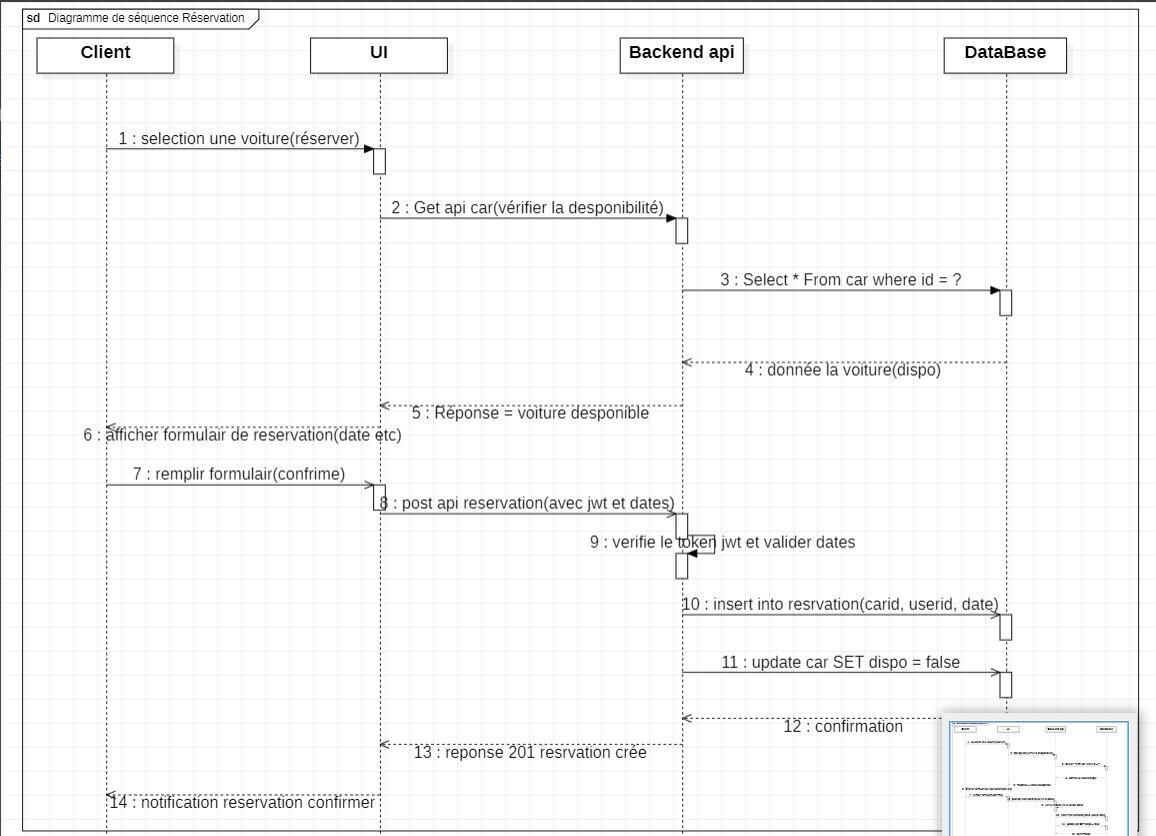 sd Diagramme de séquence Réservation
Client
UI
Backend api
DataBase
1 : selection une voiture(réserver)
2 : Get api car(vérifier la desponibilité)
3 : Select * From car where id = ?
4 : donnée la voiture(dispo)
5 : Réponse = voiture desponible
6 : afficher formulair de reservation(date etc)
7 : remplir formulair(confrime)
8 : post api reservation(avec jwt et dates)
9 : verifie le token jwt et valider dates
10 : insert into resrvation(carid, userid, date)
11 : update car SET dispo = false
12 : confirmation
13 : reponse 201 resrvation crée
14 : notification reservation confirmer